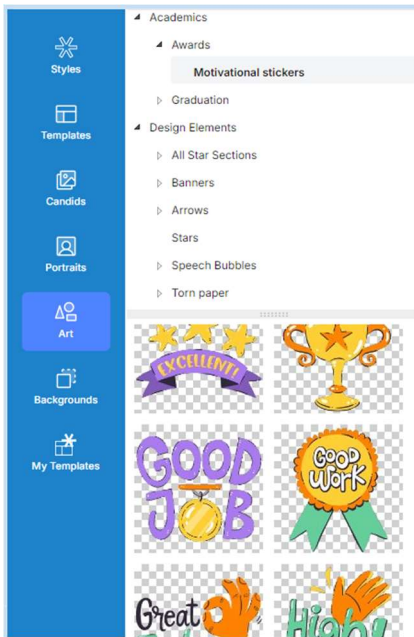 Styles
Templates
Candids
Portraits
Art
Backgrounds
My Templates
Academics
Awards
Motivational stickers
Graduation
Design Elements
All Star Sections
Banners
Arrows
Stars
Speech Bubbles
Torn paper
EXCELLENT!
GOOD
JOB
GOOD
WORK
Great
High